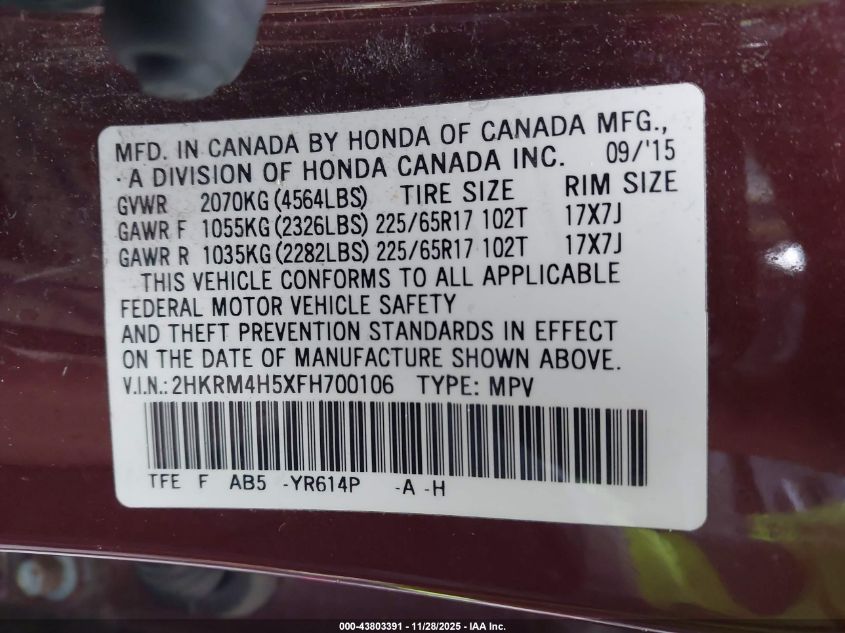 MFD. IN CANADA BY HONDA OF CANADA MFG.,
·A DIVISION OF HONDA CANADA INC. 09/'15
GVWR 2070KG (4564LBS) TIRE SIZE RIM SIZE
GAWR F 1055KG (2326LBS) 225/65R17 102T 17X7J
GAWR R 1035KG (2282LBS) 225/65R17 102T 17X7J
THIS VEHICLE CONFORMS TO ALL APPLICABLE
FEDERAL MOTOR VEHICLE SAFETY
AND THEFT PREVENTION STANDARDS IN EFFECT
ON THE DATE OF MANUFACTURE SHOWN ABOVE.
V.I.N.: 2HKRM4H5XFH700106 TYPE: MPV
TFE F AB5 -YR614P -A -H
000-43803391 - 11/28/2025 - IAA Inc.